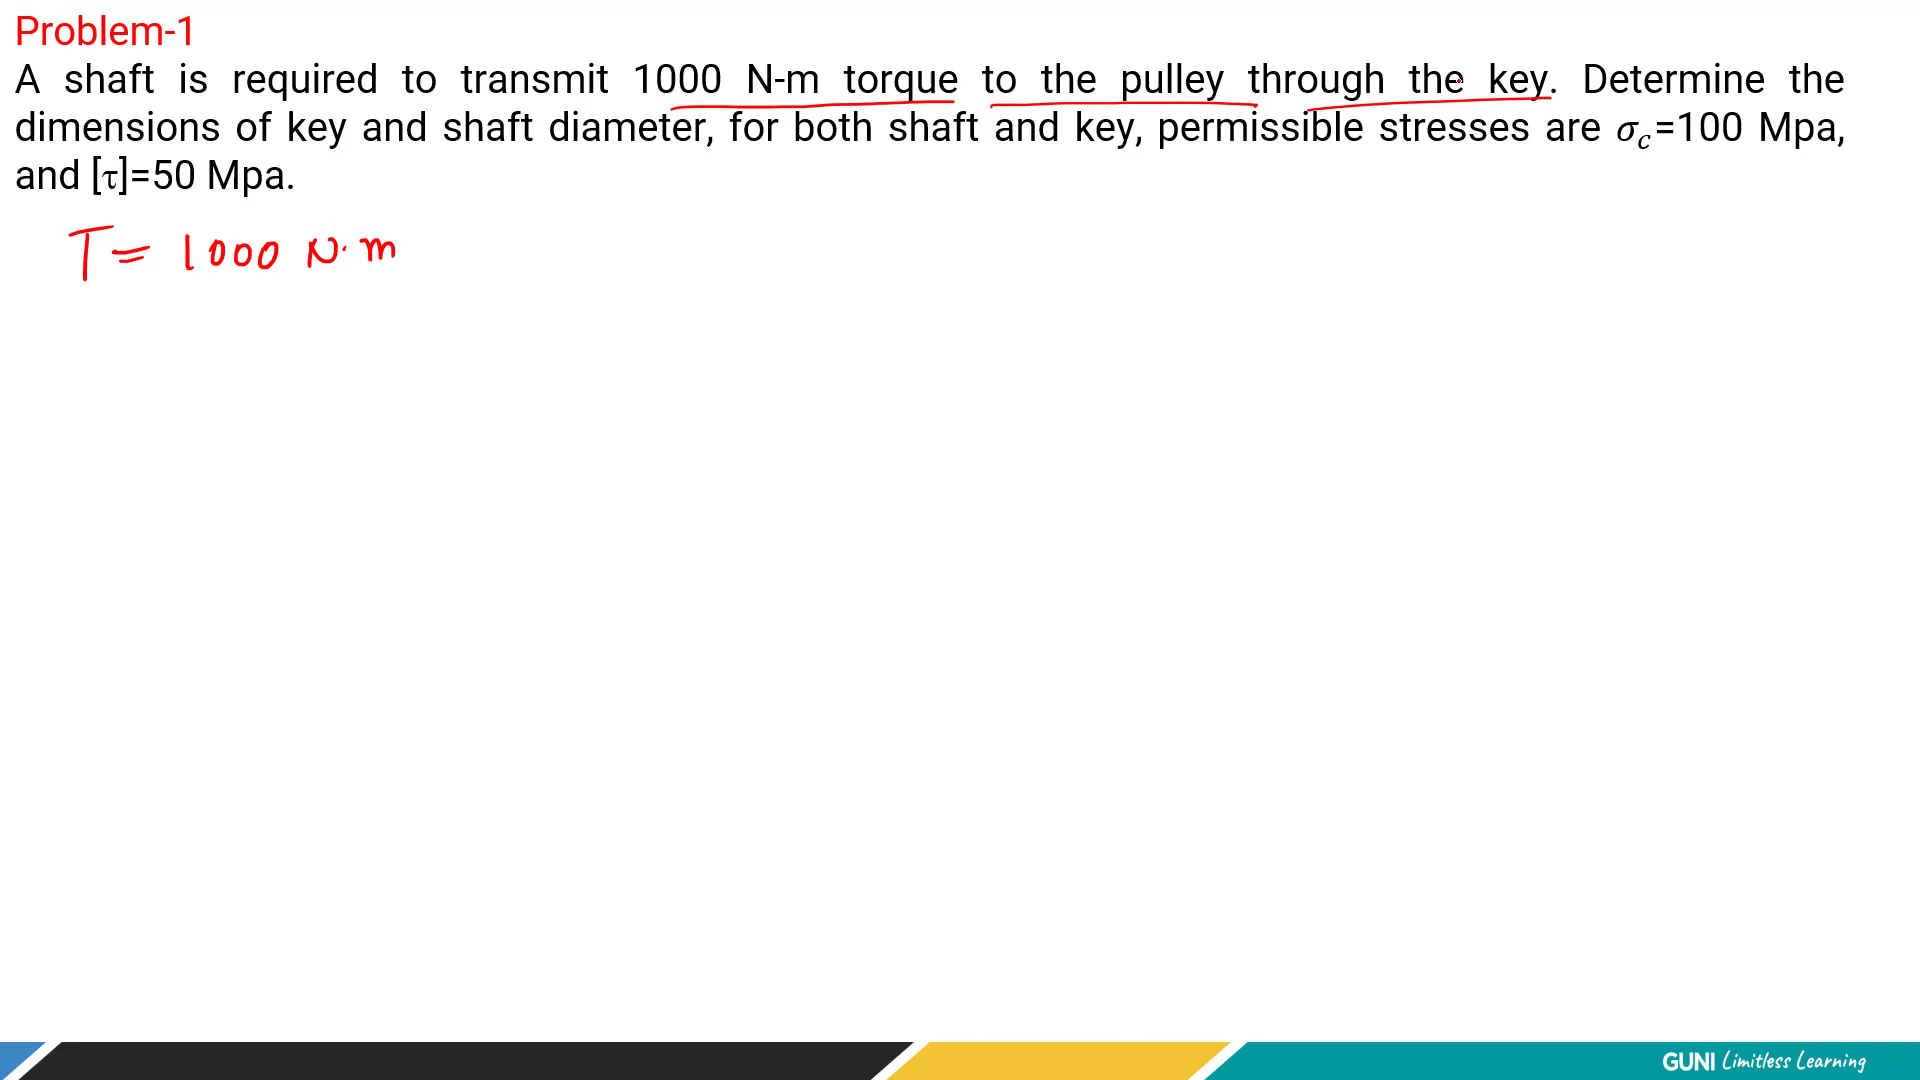 Problem-1
A shaft is required to transmit 1000 N-m torque to the pulley through the key. Determine the
dimensions of key and shaft diameter, for both shaft and key, permissible stresses are σ_c=100 Mpa,
and [τ]=50 Mpa.
T = 1000 N·m
GUNI Limitless Learning